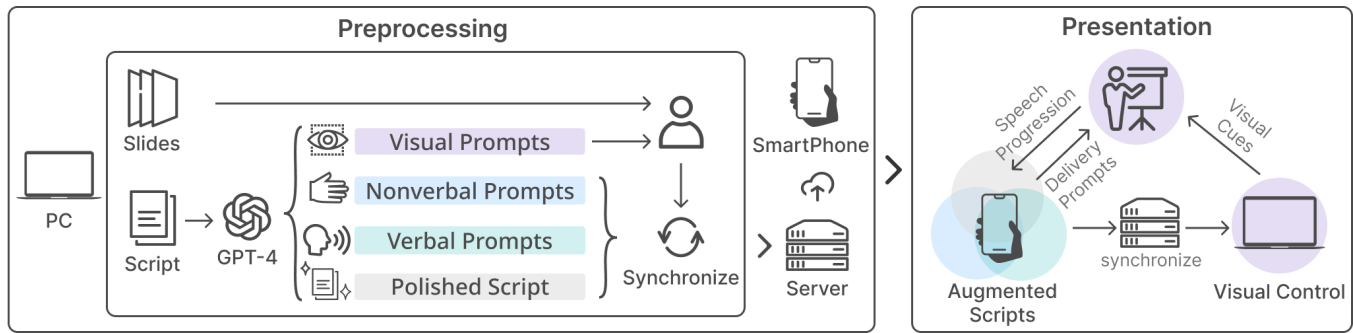 Preprocessing
Slides
PC
Script
GPT-4
Visual Prompts
Nonverbal Prompts
Verbal Prompts
Polished Script
Synchronize
SmartPhone
Server
Presentation
Speech
Progression
Delivery
Prompts
Visual
Cues
synchronize
Augmented
Scripts
Visual Control